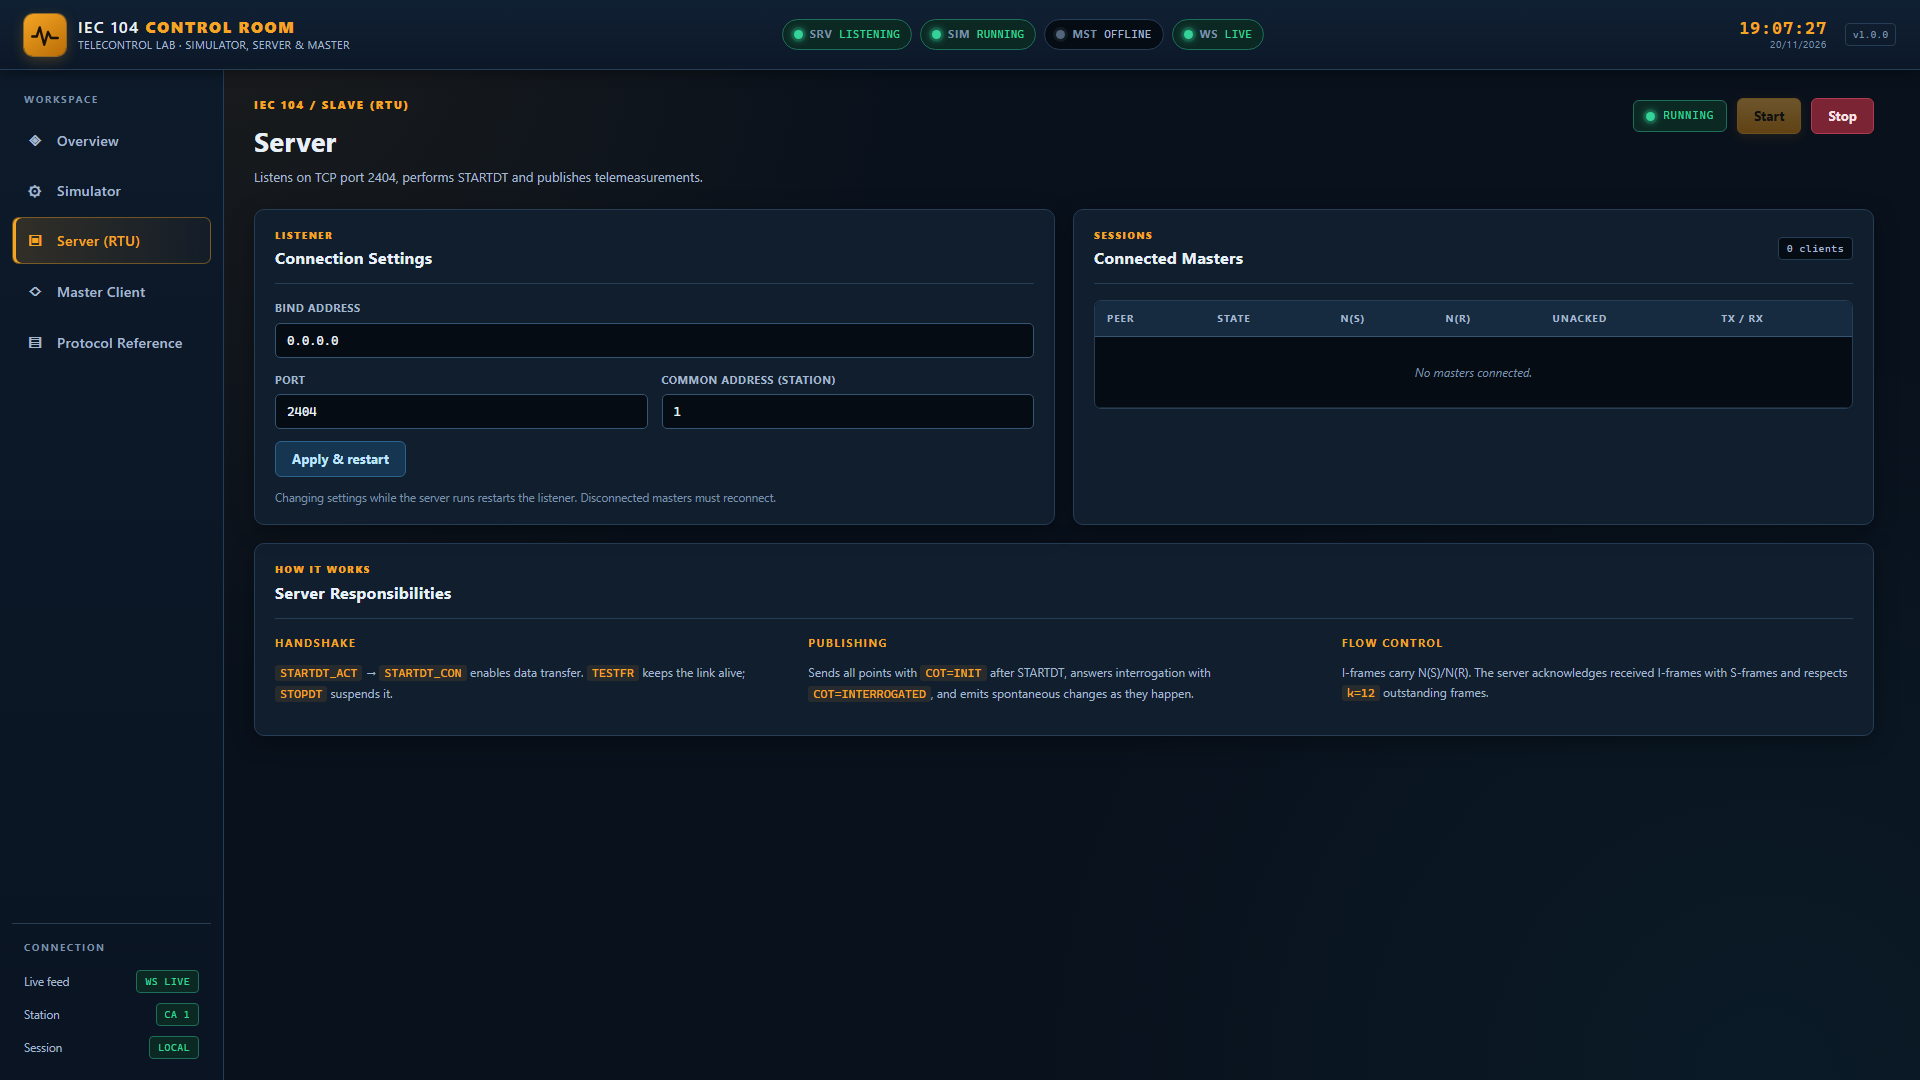 IEC 104 CONTROL ROOM
TELECONTROL LAB · SIMULATOR, SERVER & MASTER
SRV LISTENING
SIM RUNNING
MST OFFLINE
WS LIVE
19:07:27
20/11/2026
v1.0.0
WORKSPACE
Overview
Simulator
Server (RTU)
Master Client
Protocol Reference
CONNECTION
Live feed WS LIVE
Station CA 1
Session LOCAL
IEC 104 / SLAVE (RTU)
Server
Listens on TCP port 2404, performs STARTDT and publishes telemeasurements.
RUNNING
Start
Stop
LISTENER
Connection Settings
BIND ADDRESS
0.0.0.0
PORT
2404
COMMON ADDRESS (STATION)
1
Apply & restart
Changing settings while the server runs restarts the listener. Disconnected masters must reconnect.
SESSIONS
Connected Masters
0 clients
PEER STATE N(S) N(R) UNACKED TX / RX
No masters connected.
HOW IT WORKS
Server Responsibilities
HANDSHAKE
STARTDT_ACT → STARTDT_CON enables data transfer. TESTFR keeps the link alive;
STOPDT suspends it.
PUBLISHING
Sends all points with COT=INIT after STARTDT, answers interrogation with
COT=INTERROGATED, and emits spontaneous changes as they happen.
FLOW CONTROL
I-frames carry N(S)/N(R). The server acknowledges received I-frames with S-frames and respects
k=12 outstanding frames.